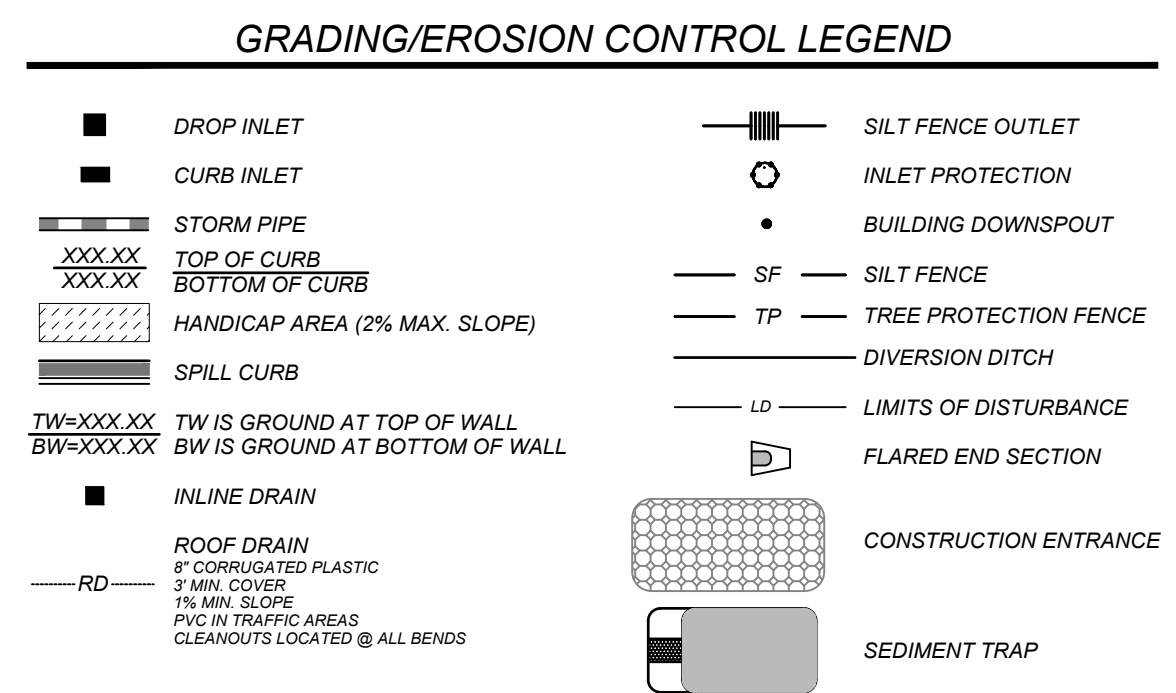 GRADING/EROSION CONTROL LEGEND
DROP INLET
CURB INLET
STORM PIPE
XXX.XX TOP OF CURB
XXX.XX BOTTOM OF CURB
HANDICAP AREA (2% MAX. SLOPE)
SPILL CURB
TW=XXX.XX TW IS GROUND AT TOP OF WALL
BW=XXX.XX BW IS GROUND AT BOTTOM OF WALL
INLINE DRAIN
ROOF DRAIN
8" CORRUGATED PLASTIC
RD 3' MIN. COVER
1% MIN. SLOPE
PVC IN TRAFFIC AREAS
CLEANOUTS LOCATED @ ALL BENDS
SILT FENCE OUTLET
INLET PROTECTION
BUILDING DOWNSPOUT
SF SILT FENCE
TP TREE PROTECTION FENCE
DIVERSION DITCH
LD LIMITS OF DISTURBANCE
FLARED END SECTION
CONSTRUCTION ENTRANCE
SEDIMENT TRAP